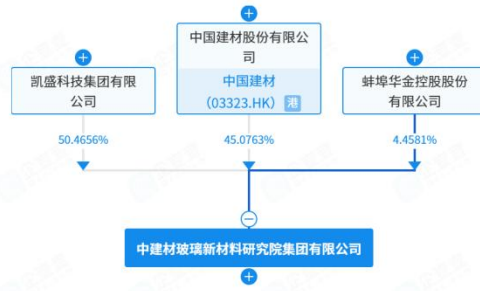 中国建材股份有限公
司
凯盛科技集团有限
公司
中国建材
（03323.HK） 港
蚌埠华金控股股份
有限公司
50.4656%
45.0763%
4.4581%
中建材玻璃新材料研究院集团有限公司